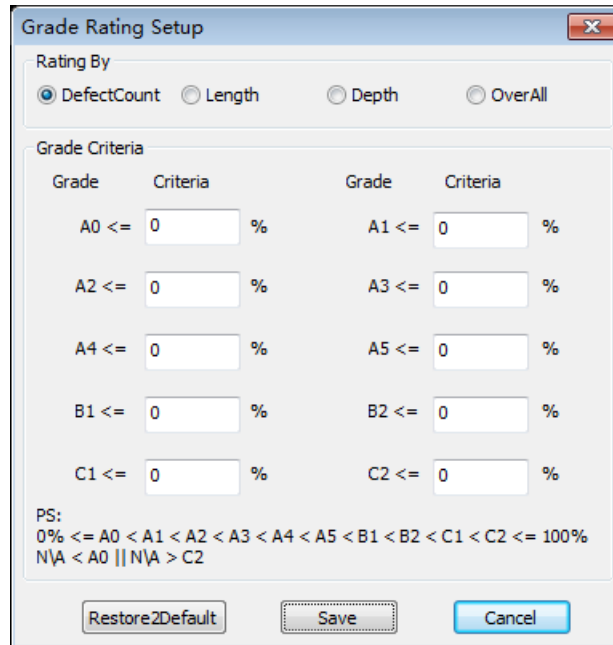 Grade Rating Setup
Rating By
DefectCount Length Depth OverAll
Grade Criteria
Grade Criteria Grade Criteria
A0 <= 0 % A1 <= 0 %
A2 <= 0 % A3 <= 0 %
A4 <= 0 % A5 <= 0 %
B1 <= 0 % B2 <= 0 %
C1 <= 0 % C2 <= 0 %
PS:
0% <= A0 < A1 < A2 < A3 < A4 < A5 < B1 < B2 < C1 < C2 <= 100%
N\A < A0 || N\A > C2
Restore2Default Save Cancel